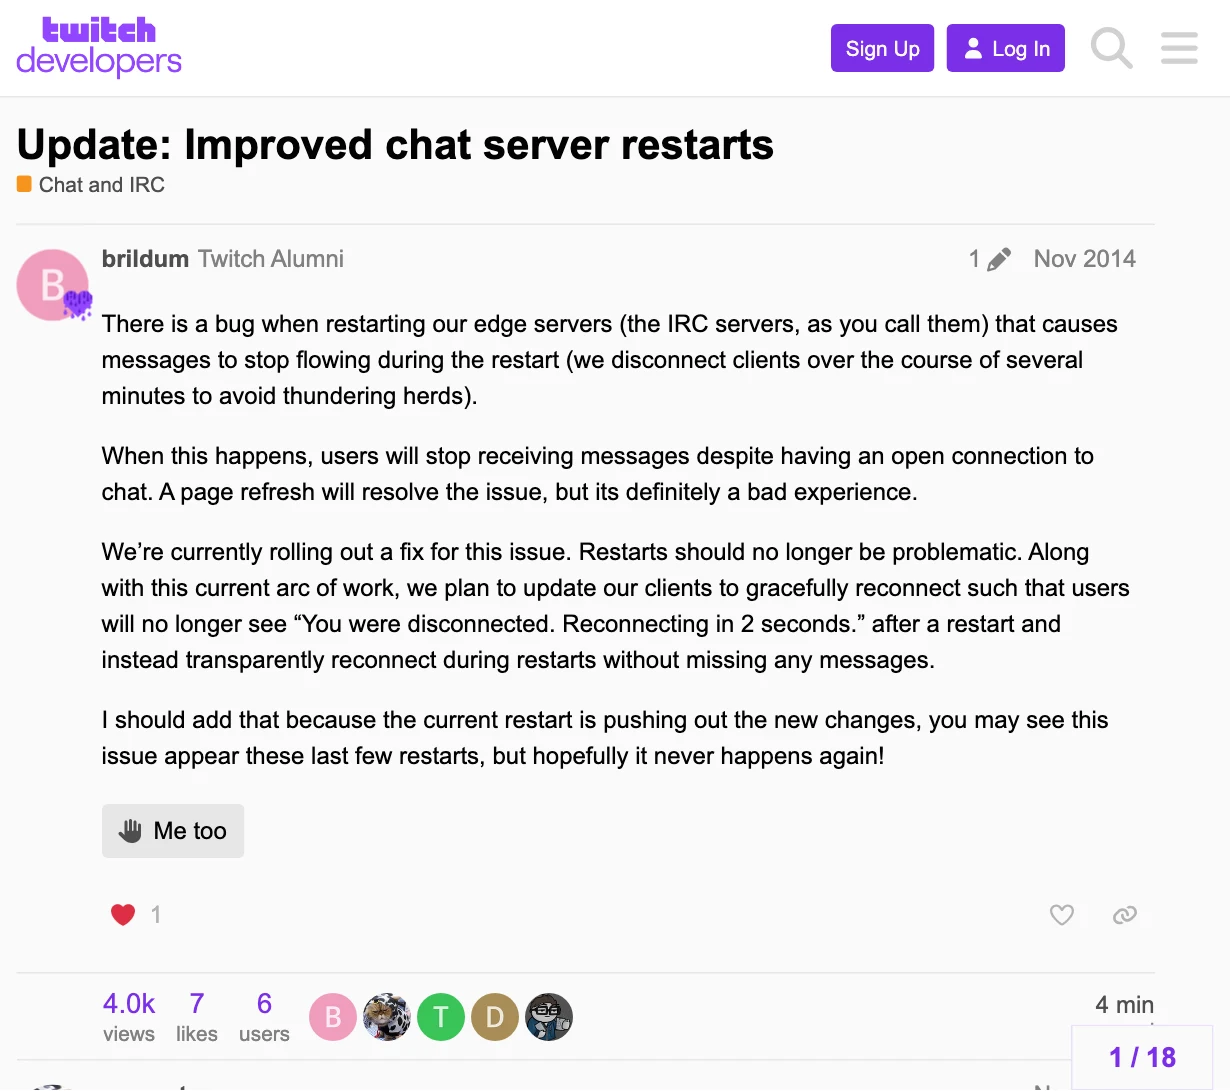 twitch
developers
Sign Up
Log In
Update: Improved chat server restarts
Chat and IRC
B
brildum Twitch Alumni
1
Nov 2014
There is a bug when restarting our edge servers (the IRC servers, as you call them) that causes
messages to stop flowing during the restart (we disconnect clients over the course of several
minutes to avoid thundering herds).
When this happens, users will stop receiving messages despite having an open connection to
chat. A page refresh will resolve the issue, but its definitely a bad experience.
We’re currently rolling out a fix for this issue. Restarts should no longer be problematic. Along
with this current arc of work, we plan to update our clients to gracefully reconnect such that users
will no longer see “You were disconnected. Reconnecting in 2 seconds.” after a restart and
instead transparently reconnect during restarts without missing any messages.
I should add that because the current restart is pushing out the new changes, you may see this
issue appear these last few restarts, but hopefully it never happens again!
Me too
1
4.0k 7 6 B T D 4 min
views likes users
1 / 18